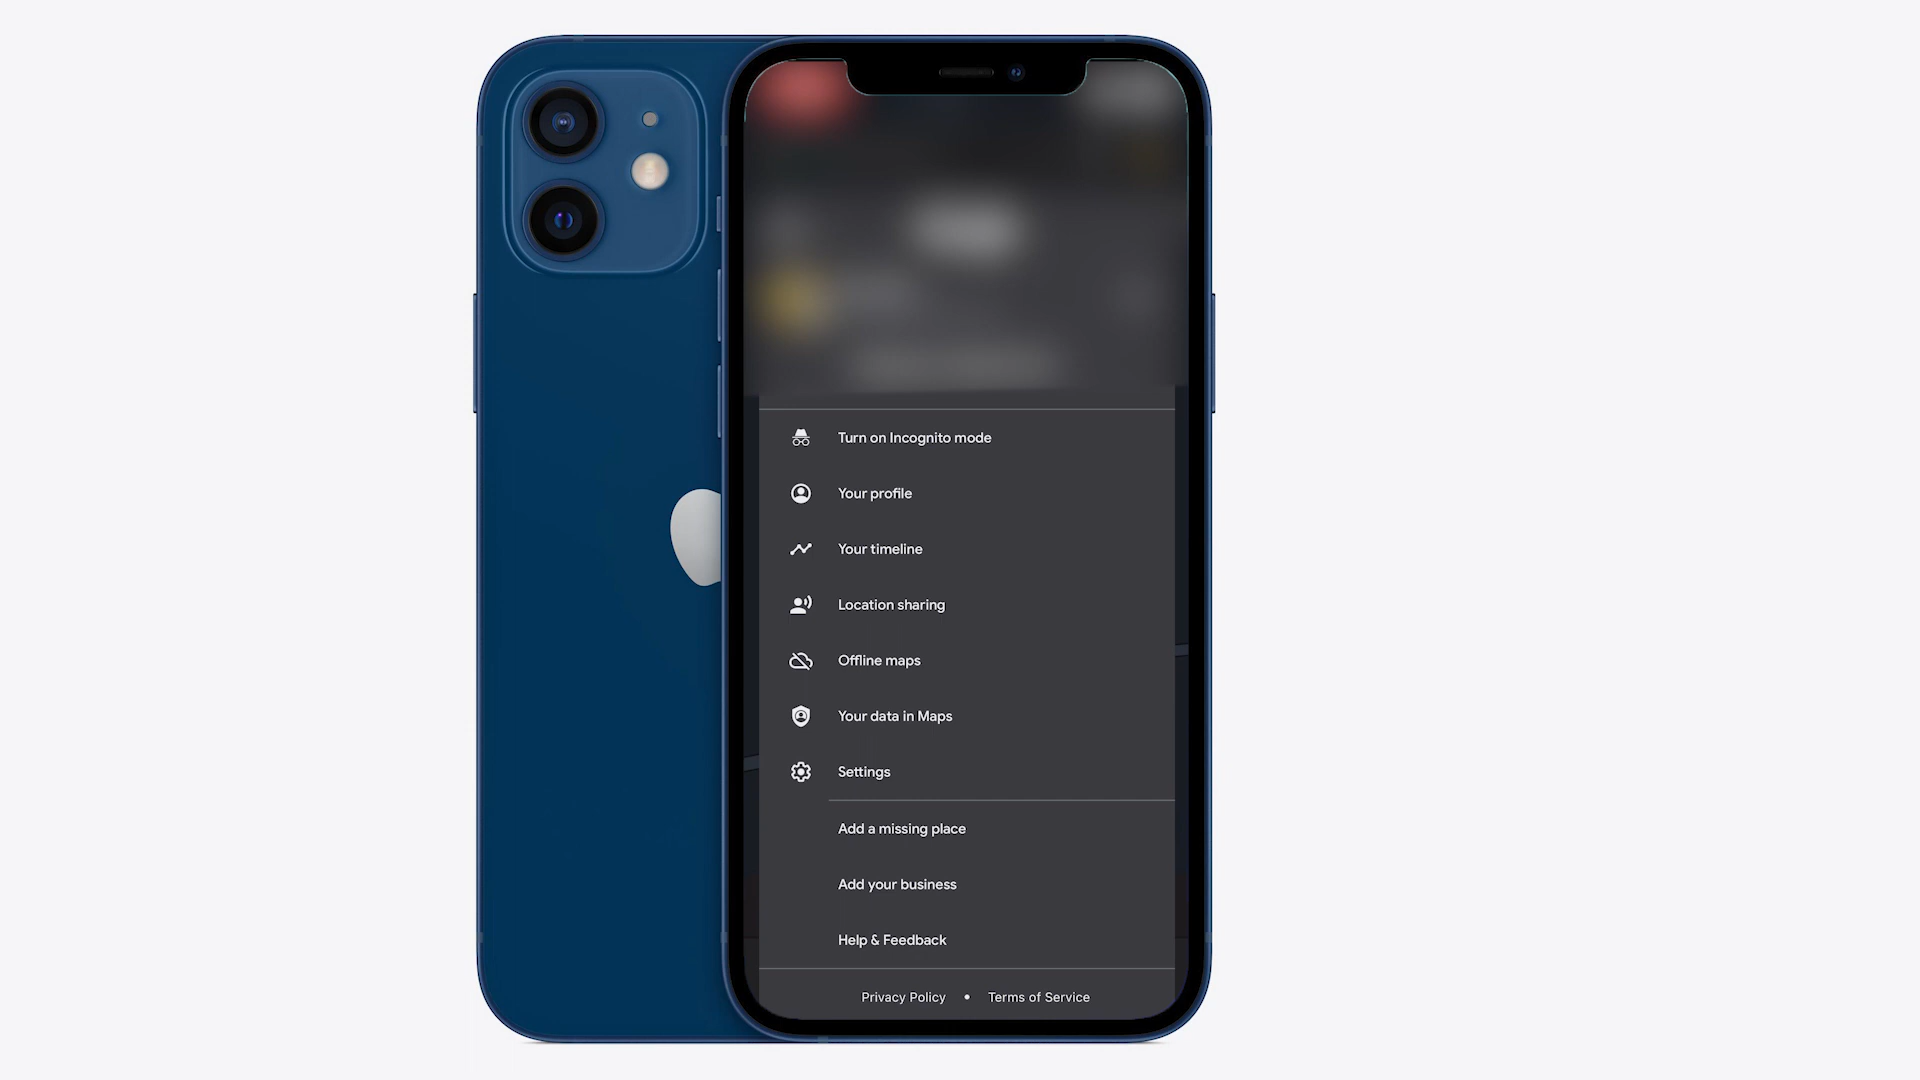 Turn on Incognito mode
Your profile
Your timeline
Location sharing
Offline maps
Your data in Maps
Settings
Add a missing place
Add your business
Help & Feedback
Privacy Policy • Terms of Service